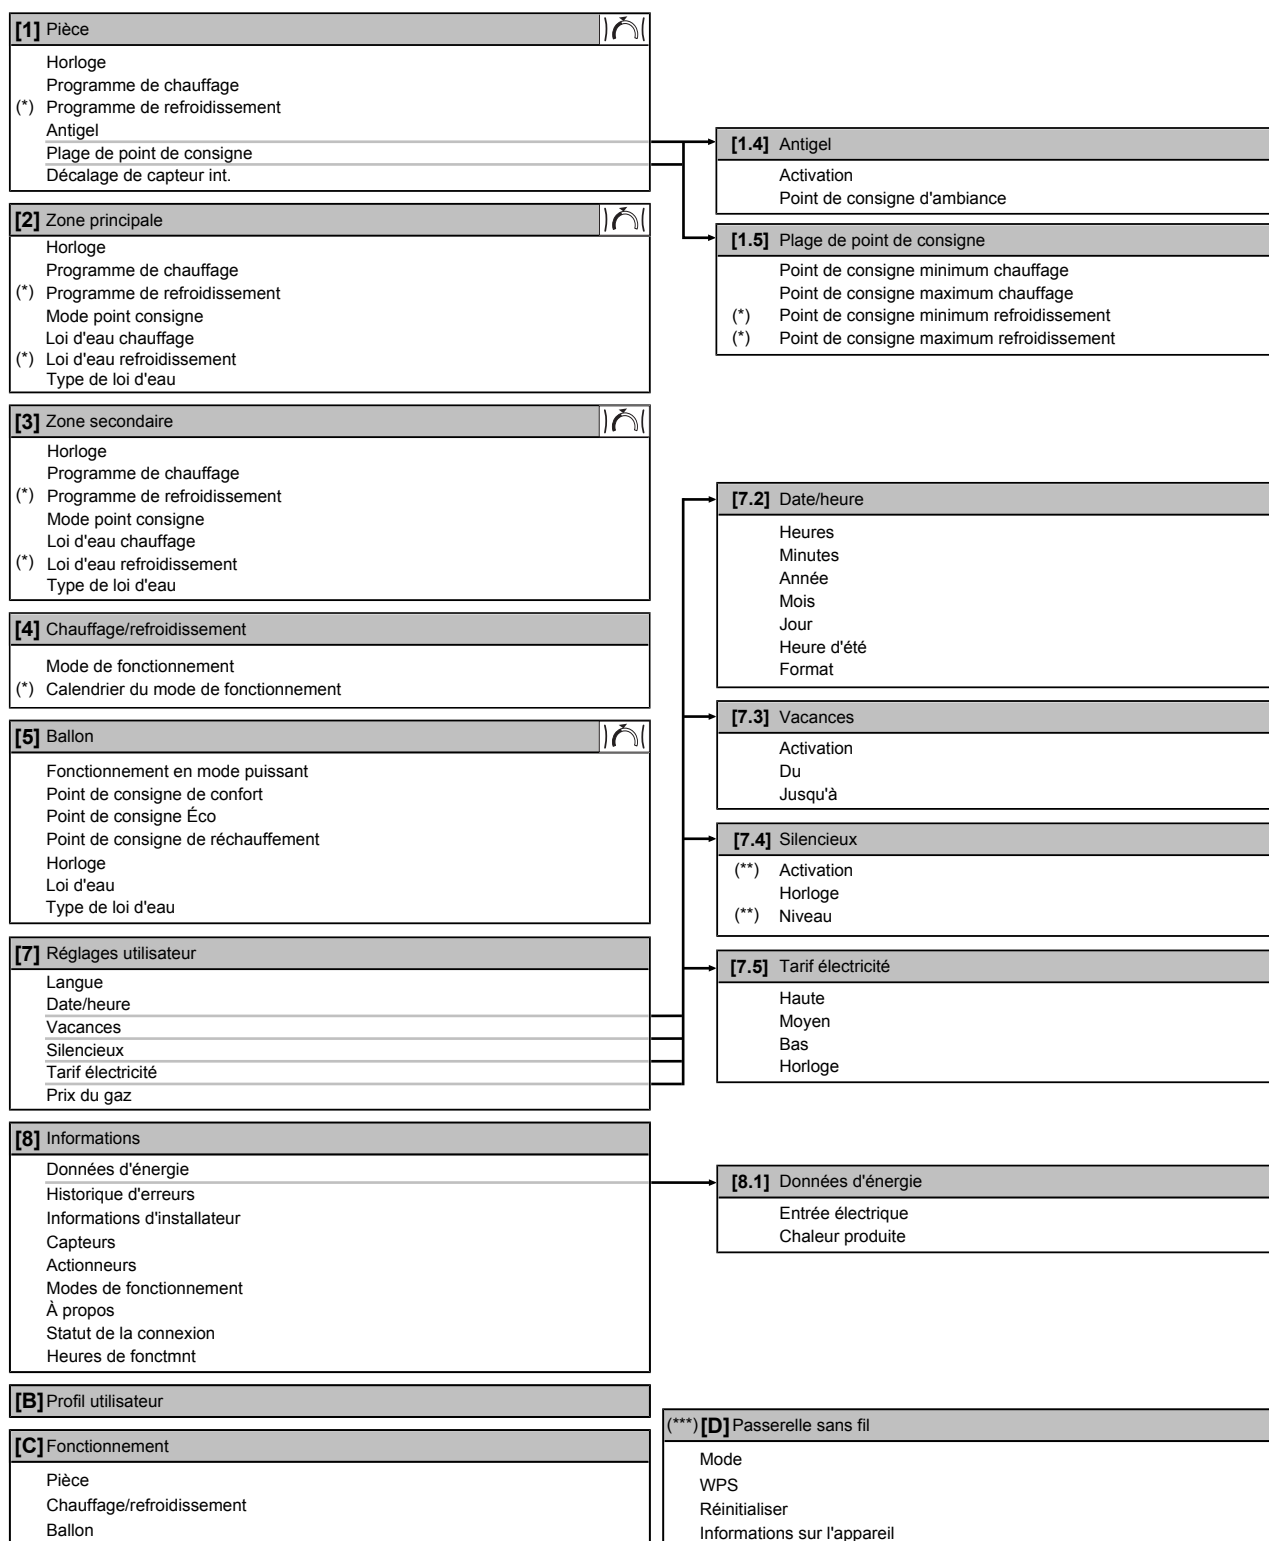 [1] Pièce
Horloge
Programme de chauffage
(*) Programme de refroidissement
Antigel
Plage de point de consigne
Décalage de capteur int.
[1.4] Antigel
Activation
Point de consigne d'ambiance
[1.5] Plage de point de consigne
Point de consigne minimum chauffage
Point de consigne maximum chauffage
(*) Point de consigne minimum refroidissement
(*) Point de consigne maximum refroidissement
[2] Zone principale
Horloge
Programme de chauffage
(*) Programme de refroidissement
Mode point consigne
Loi d'eau chauffage
(*) Loi d'eau refroidissement
Type de loi d'eau
[3] Zone secondaire
Horloge
Programme de chauffage
(*) Programme de refroidissement
Mode point consigne
Loi d'eau chauffage
(*) Loi d'eau refroidissement
Type de loi d'eau
[4] Chauffage/refroidissement
Mode de fonctionnement
(*) Calendrier du mode de fonctionnement
[5] Ballon
Fonctionnement en mode puissant
Point de consigne de confort
Point de consigne Éco
Point de consigne de réchauffement
Horloge
Loi d'eau
Type de loi d'eau
[7] Réglages utilisateur
Langue
Date/heure
Vacances
Silencieux
Tarif électricité
Prix du gaz
[7.2] Date/heure
Heures
Minutes
Année
Mois
Jour
Heure d'été
Format
[7.3] Vacances
Activation
Du
Jusqu'à
[7.4] Silencieux
(**) Activation
Horloge
(**) Niveau
[7.5] Tarif électricité
Haute
Moyen
Bas
Horloge
[8] Informations
Données d'énergie
Historique d'erreurs
Informations d'installateur
Capteurs
Actionneurs
Modes de fonctionnement
À propos
Statut de la connexion
Heures de fonctmnt
[8.1] Données d'énergie
Entrée électrique
Chaleur produite
[B] Profil utilisateur
[C] Fonctionnement
Pièce
Chauffage/refroidissement
Ballon
(***) [D] Passerelle sans fil
Mode
WPS
Réinitialiser
Informations sur l'appareil